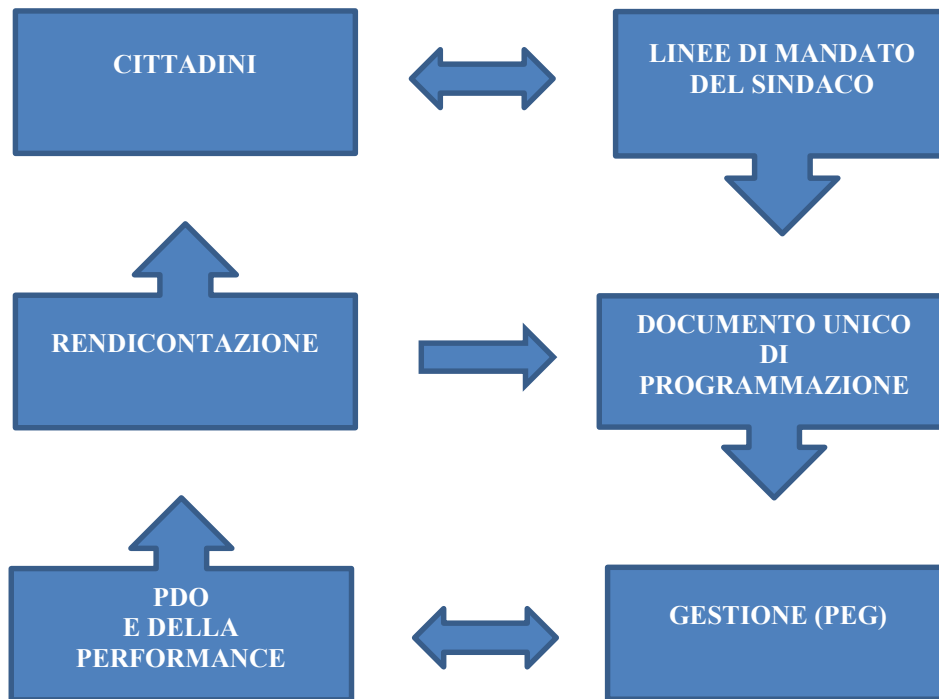 CITTADINI
LINEE DI MANDATO
DEL SINDACO
RENDICONTAZIONE
DOCUMENTO UNICO
DI
PROGRAMMAZIONE
PDO
E DELLA
PERFORMANCE
GESTIONE (PEG)